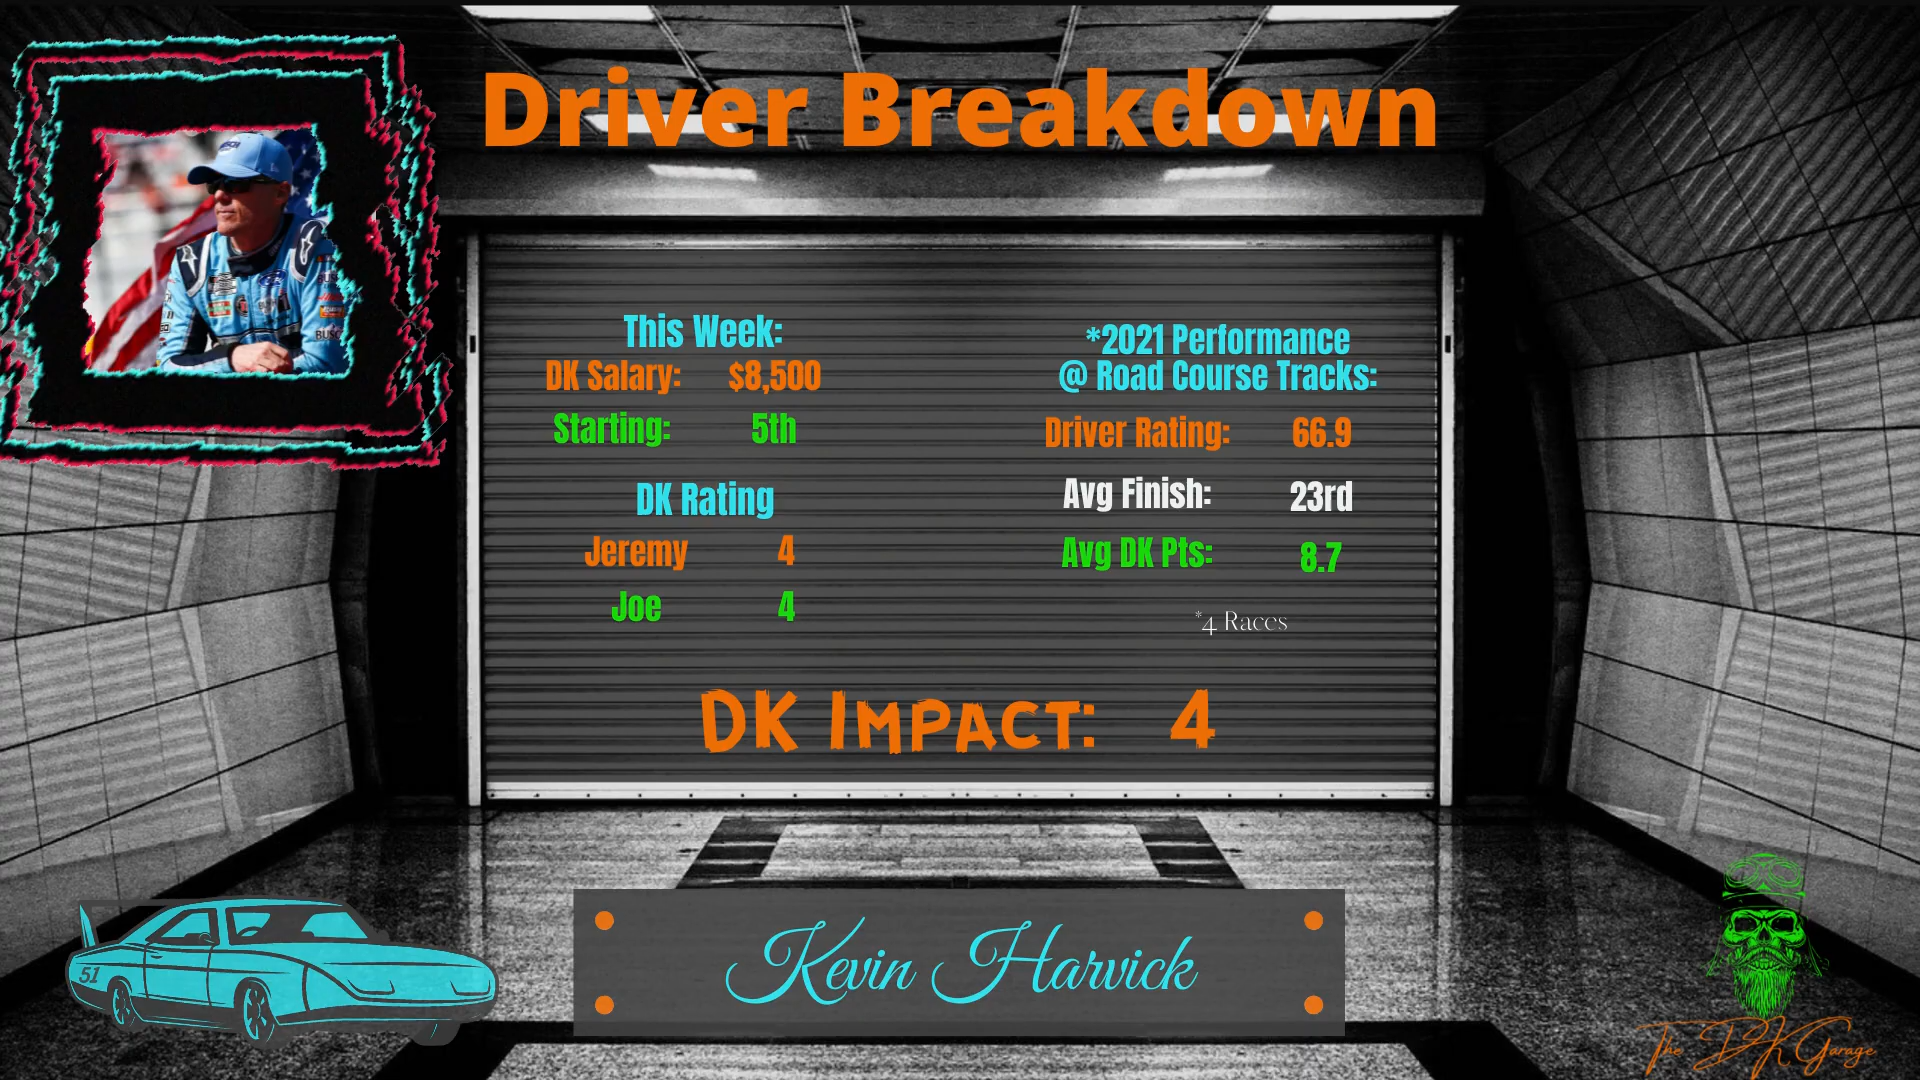 Driver Breakdown
This Week:
DK Salary: $8,500
Starting: 5th
DK Rating
Jeremy 4
Joe 4
*2021 Performance
@ Road Course Tracks:
Driver Rating: 66.9
Avg Finish: 23rd
Avg DK Pts: 8.7
*4 Races
DK Impact: 4
Kevin Harvick
51
The DK Garage
BUSCH